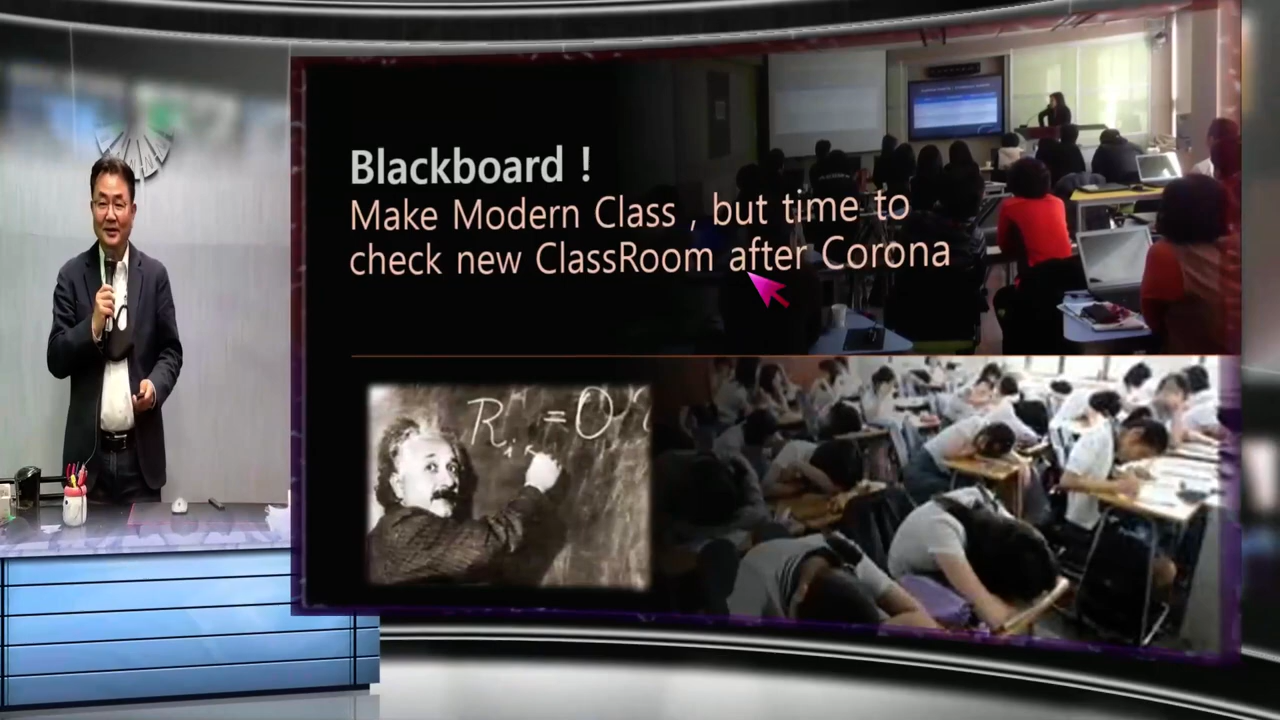 Blackboard !
Make Modern Class , but time to
check new ClassRoom after Corona